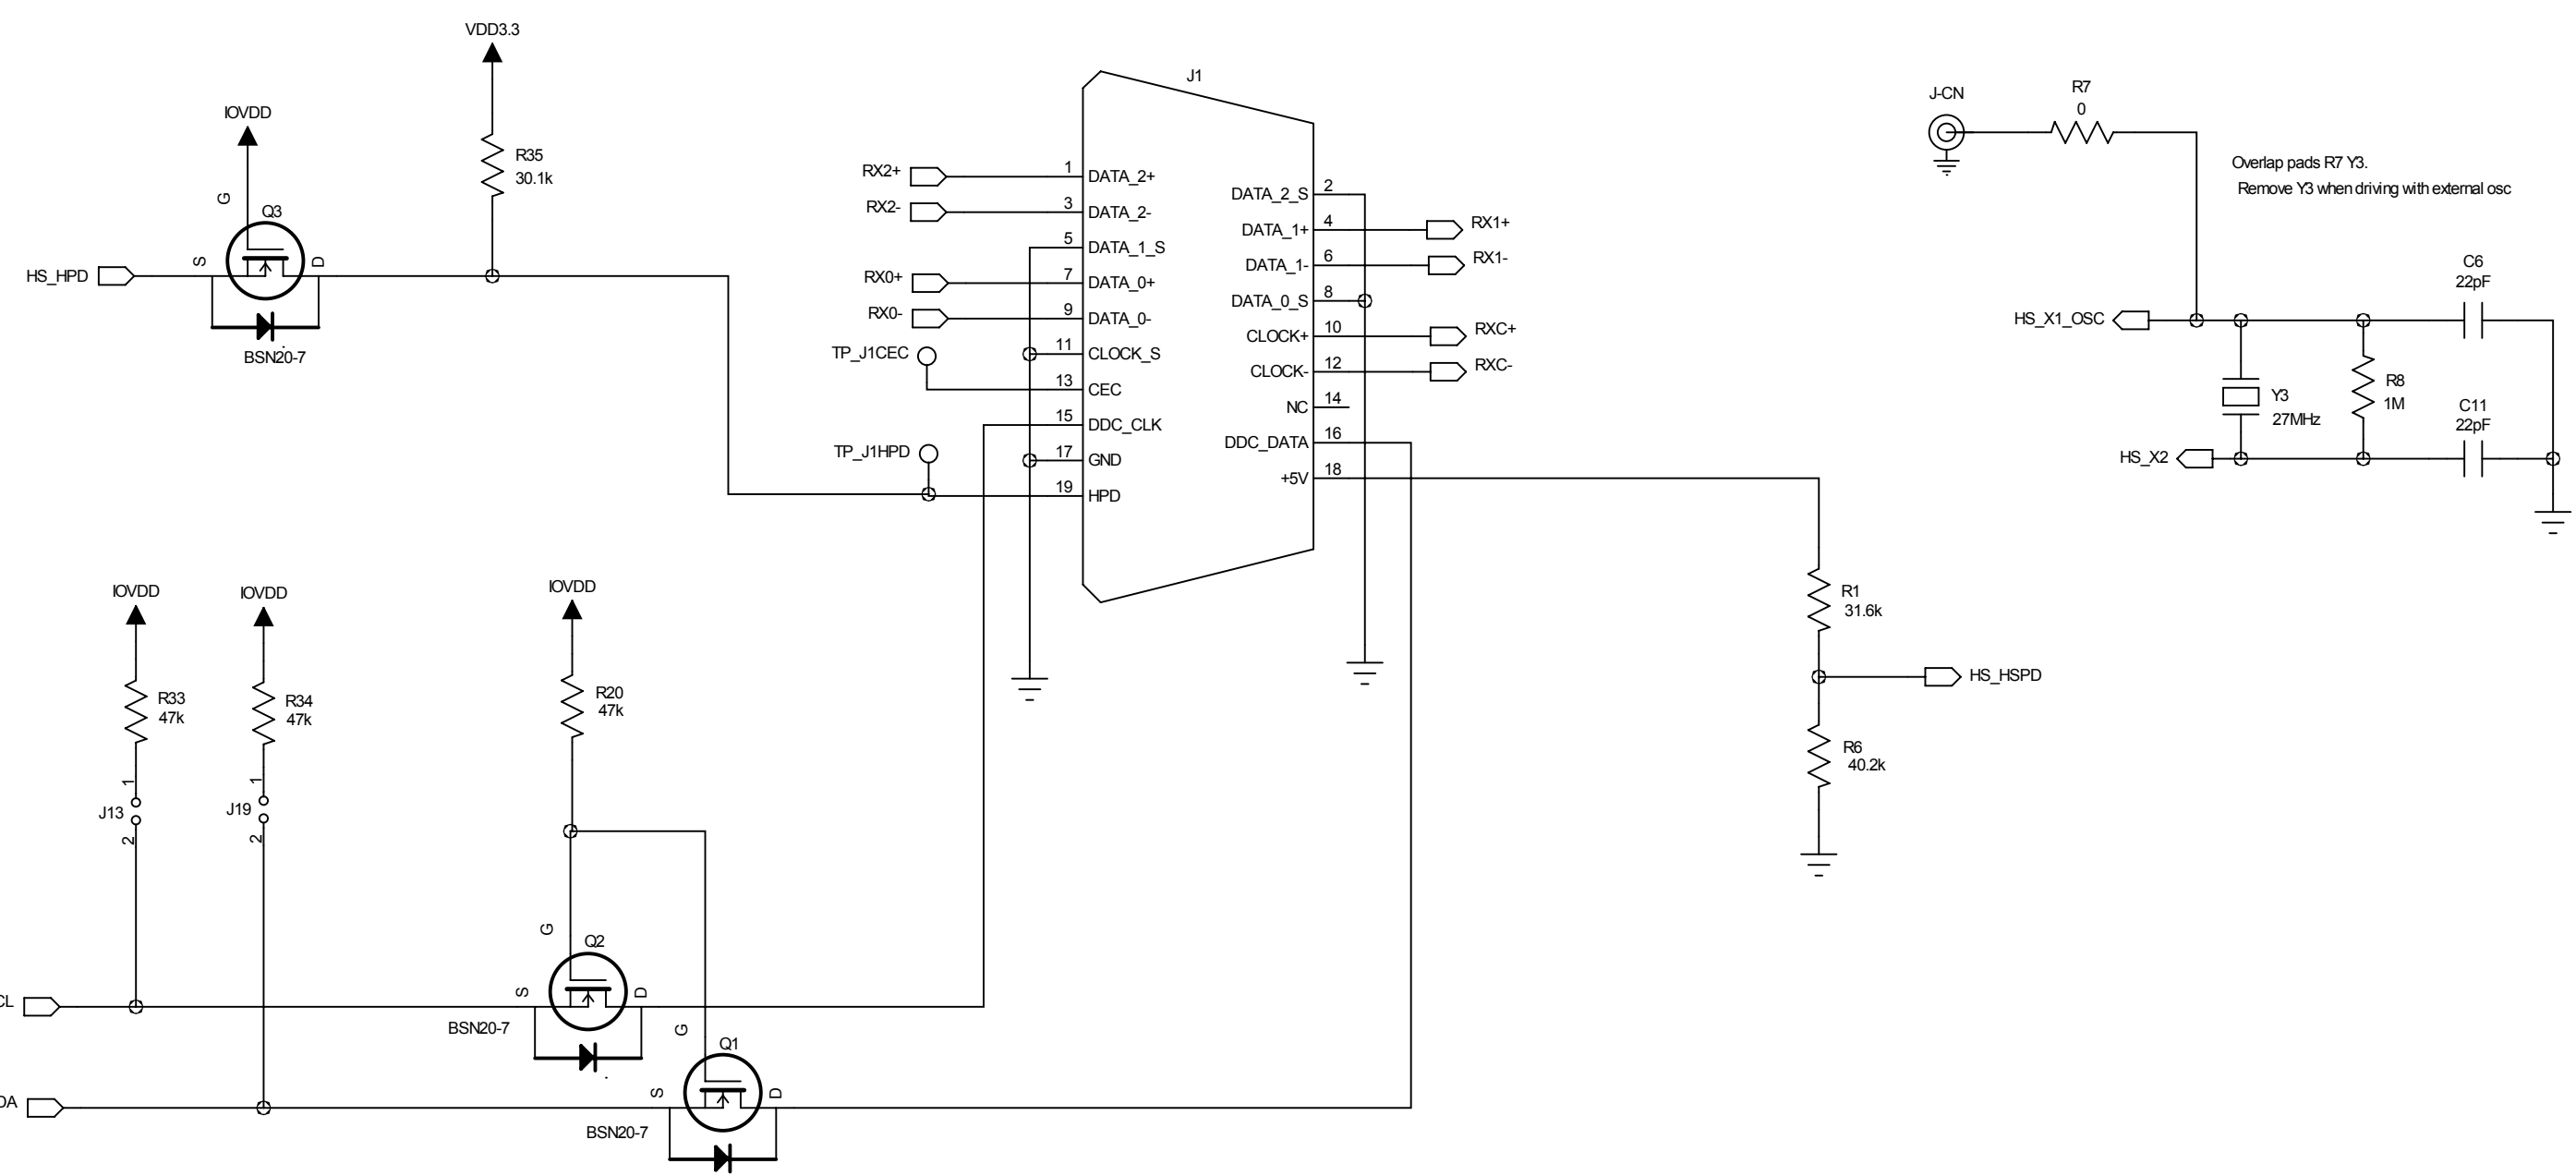 VDD3.3
J1
IOVDD
R35
30.1k
G
Q3
S
D
HS_HPD
BSN20-7
RX2+
RX2-
RX0+
RX0-
TP_J1CEC
TP_J1HPD
1 DATA_2+
3 DATA_2-
5 DATA_1_S
7 DATA_0+
9 DATA_0-
11 CLOCK_S
13 CEC
15 DDC_CLK
17 GND
19 HPD
DATA_2_S 2
DATA_1+ 4
DATA_1- 6
DATA_0_S 8
CLOCK+ 10
CLOCK- 12
NC 14
DDC_DATA 16
+5V 18
RX1+
RX1-
RXC+
RXC-
J-CN
R7
0
Overlap pads R7 Y3.
Remove Y3 when driving with external osc
C6
22pF
HS_X1_OSC
Y3
27MHz
R8
1M
C11
22pF
HS_X2
R1
31.6k
HS_HSPD
R6
40.2k
IOVDD
IOVDD
IOVDD
R33
47k
R34
47k
R20
47k
1
J13
2
1
J19
2
G
Q2
S
D
CL
BSN20-7
G
Q1
S
D
DA
BSN20-7